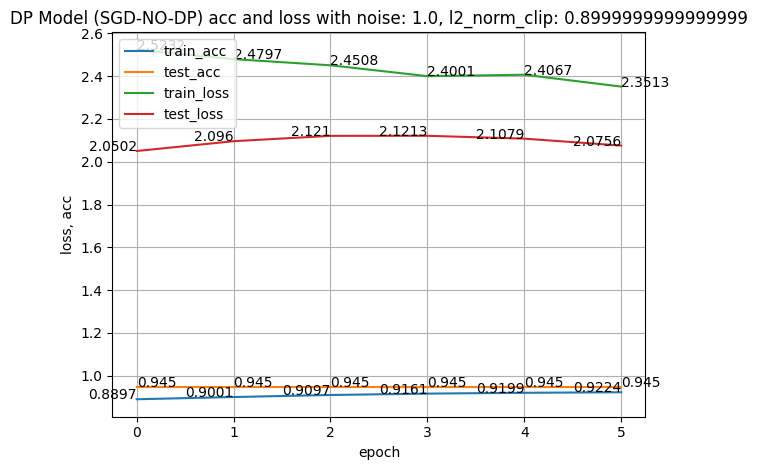 DP Model (SGD-NO-DP) acc and loss with noise: 1.0, l2_norm_clip: 0.8999999999999999
2.6
2.4
2.2
2.0
1.8
1.6
1.4
1.2
1.0
loss, acc
train_acc
test_acc
train_loss
test_loss
2.5232 2.4797 2.4508 2.4001 2.4067 2.3513
2.0502 2.096 2.121 2.1213 2.1079 2.0756
0.945 0.945 0.945 0.945 0.945 0.945
0.8897 0.9001 0.9097 0.9161 0.9199 0.9224
0 1 2 3 4 5
epoch